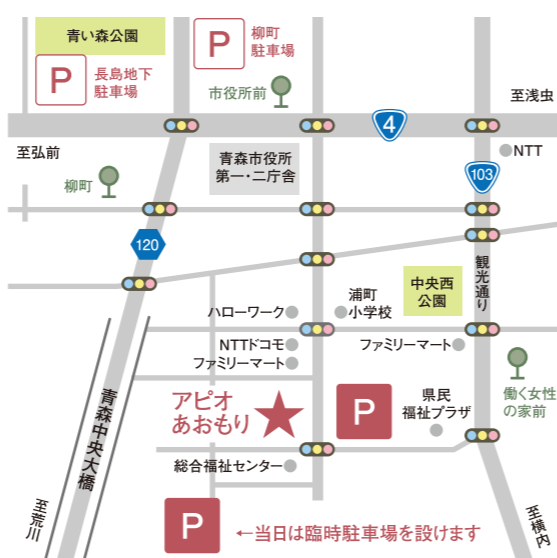 青い森公園
P
柳町
駐車場
P
長島地下
駐車場
市役所前
至浅虫
4
至弘前
NTT
青森市役所
第一・二庁舎
柳町
103
120
観光通り
中央西
公園
ハローワーク
浦町
小学校
NTTドコモ
ファミリーマート
ファミリーマート
働く女性
の家前
アピオ
あおもり
P
県民
福祉プラザ
青森中央大橋
総合福祉センター
至荒川
至横内
P
←当日は臨時駐車場を設けます